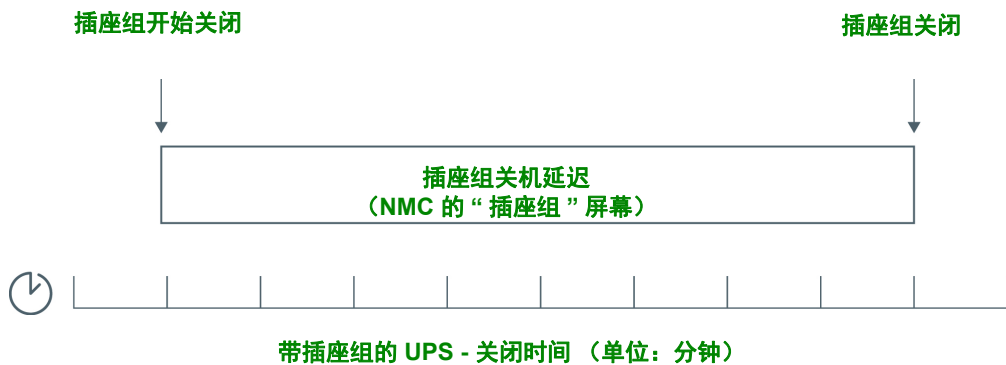 插座组开始关闭
插座组关闭
插座组关机延迟
（NMC 的 “ 插座组 ” 屏幕）
带插座组的 UPS - 关闭时间 （单位：分钟）